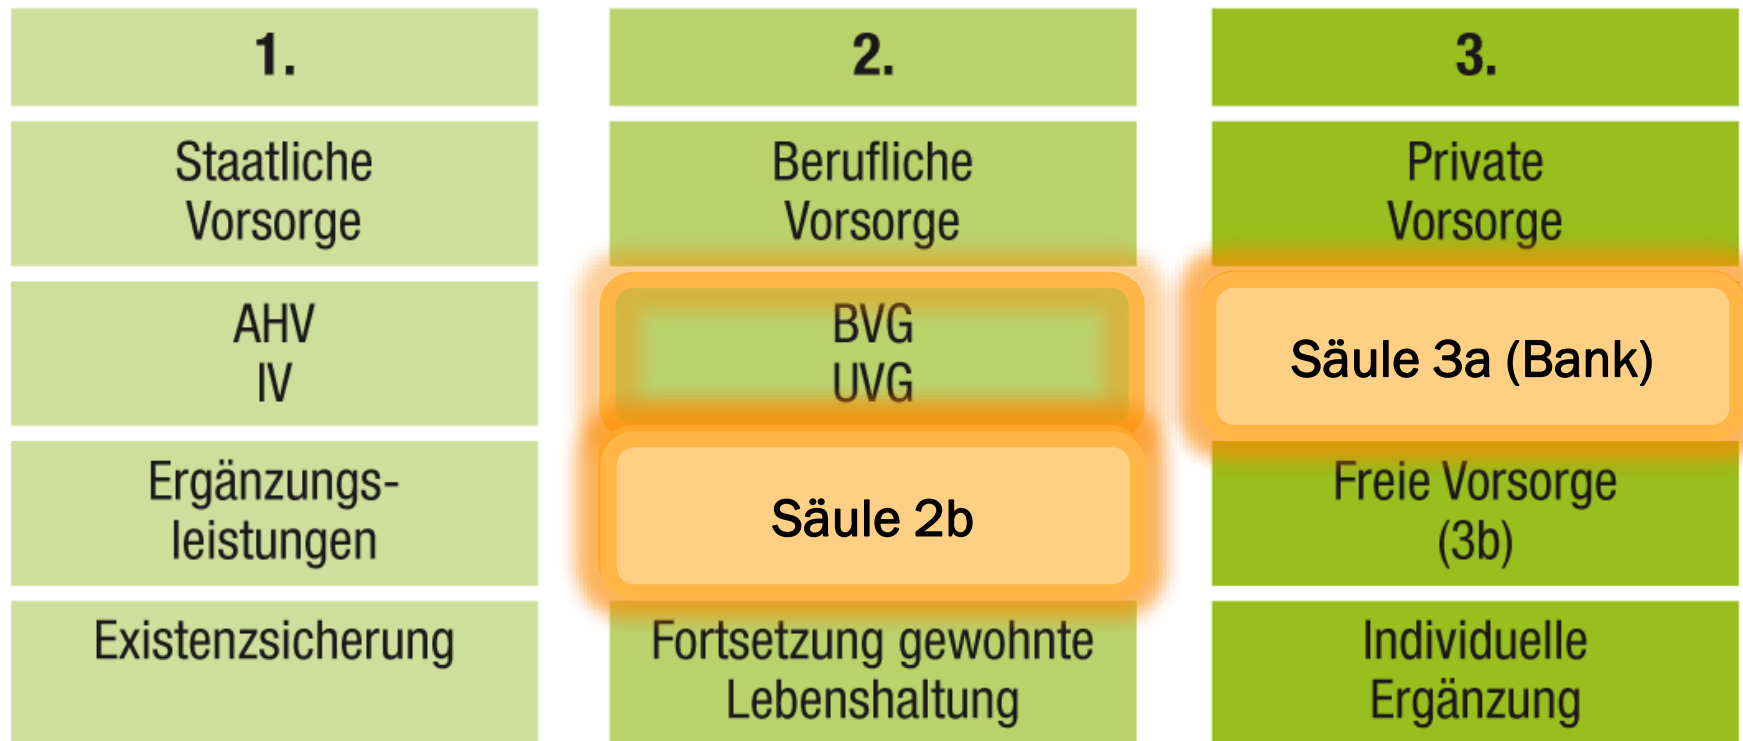 1.
Staatliche
Vorsorge
AHV
IV
Ergänzungs-
leistungen
Existenzsicherung
2.
Berufliche
Vorsorge
BVG
UVG
Säule 2b
Fortsetzung gewohnte
Lebenshaltung
3.
Private
Vorsorge
Säule 3a (Bank)
Freie Vorsorge
(3b)
Individuelle
Ergänzung